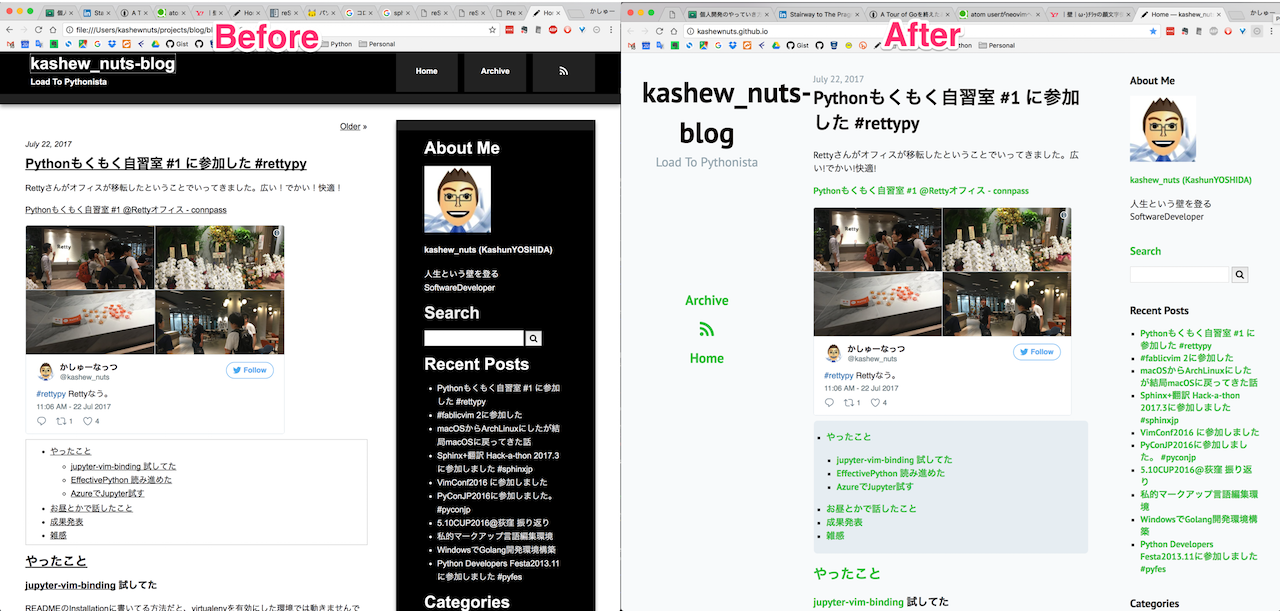 Before
file:///Users/kashewnuts/projects/blog/bl
Gist
Python
Personal
kashew_nuts-blog
Load To Pythonista
Home
Archive
Older »
July 22, 2017
Pythonもくもく自習室 #1 に参加した #rettypy
Rettyさんがオフィスが移転したということでいってきました。広い！でかい！快適！
Pythonもくもく自習室 #1 @Rettyオフィス - connpass
Retty
かしゅーなっつ
@kashew_nuts
Follow
#rettypy Rettyなう。
11:06 AM - 22 Jul 2017
1
4
やったこと
jupyter-vim-binding 試してた
EffectivePython 読み進めた
AzureでJupyter試す
お昼とかで話したこと
成果発表
雑感
やったこと
jupyter-vim-binding 試してた
READMEのInstallationに書いてる方法だと、virtualenvを有効にした環境では動きませんで
About Me
kashew_nuts (KashunYOSHIDA)
人生という壁を登る
SoftwareDeveloper
Search
Recent Posts
Pythonもくもく自習室 #1 に参加
した #rettypy
#fablicvim 2に参加した
macOSからArchLinuxにしたが結
局macOSに戻ってきた話
Sphinx+翻訳 Hack-a-thon 2017.3
に参加しました #sphinxjp
VimConf2016 に参加しました
PyConJP2016に参加しました。
#pyconjp
5.10CUP2016@荻窪 振り返り
私的マークアップ言語編集環境
WindowsでGolang開発環境構築
Python Developers Festa2013.11
に参加しました #pyfes
Categories
After
個人開発のやっていき
Stairway to The Prag
A Tour of Goを終えた
Home — kashew_nuts
かしゅー
kashewnuts.github.io
Gist
Personal
kashew_nuts-
blog
Load To Pythonista
Archive
Home
July 22, 2017
Pythonもくもく自習室 #1 に参加
した #rettypy
Rettyさんがオフィスが移転したということでいってきました。広
い!でかい!快適!
Pythonもくもく自習室 #1 @Rettyオフィス - connpass
Retty
かしゅーなっつ
@kashew_nuts
Follow
#rettypy Rettyなう。
11:06 AM - 22 Jul 2017
1
4
やったこと
jupyter-vim-binding 試してた
EffectivePython 読み進めた
AzureでJupyter試す
お昼とかで話したこと
成果発表
雑感
やったこと
jupyter-vim-binding 試してた
About Me
kashew_nuts (KashunYOSHIDA)
人生という壁を登る
SoftwareDeveloper
Search
Recent Posts
Pythonもくもく自習室 #1 に
参加した #rettypy
#fablicvim 2に参加した
macOSからArchLinuxにした
が結局macOSに戻ってきた話
Sphinx+翻訳 Hack-a-thon
2017.3に参加しました
#sphinxjp
VimConf2016 に参加しました
PyConJP2016に参加しまし
た。 #pyconjp
5.10CUP2016@荻窪 振り返
り
私的マークアップ言語編集環
境
WindowsでGolang開発環境構
築
Python Developers
Festa2013.11に参加しました
#pyfes
Categories